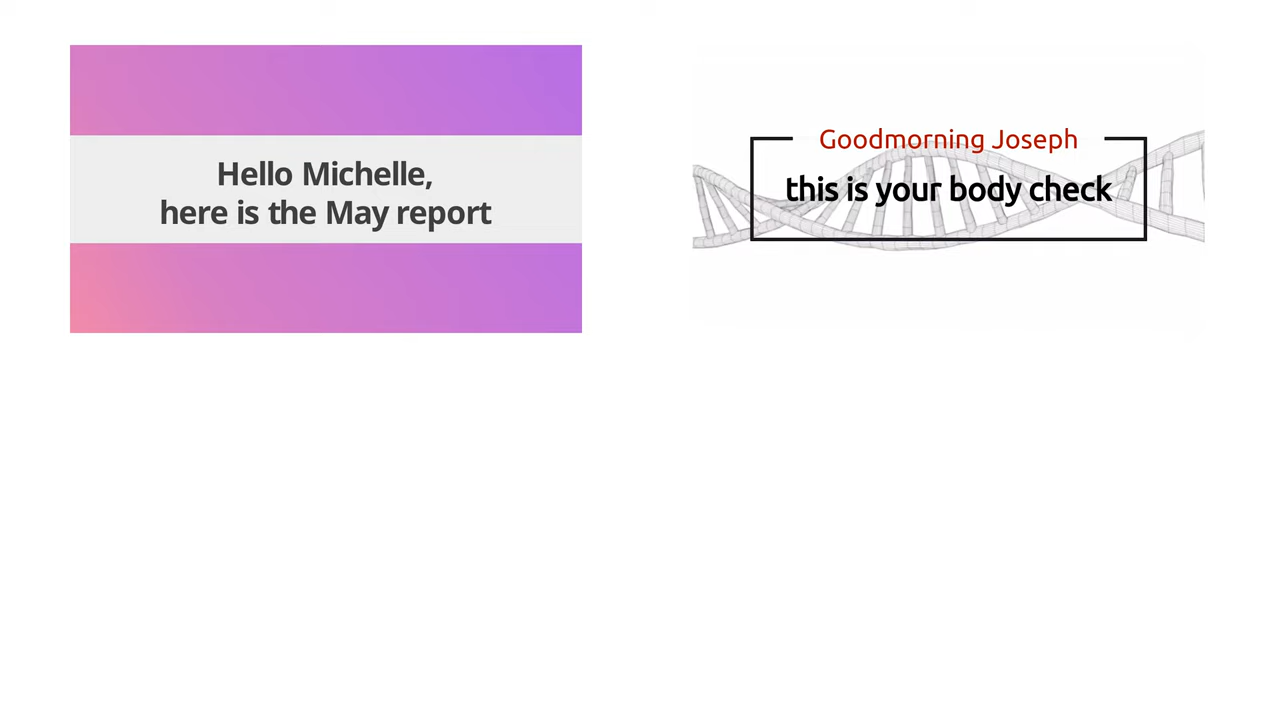 Hello Michelle,
here is the May report
Goodmorning Joseph
this is your body check